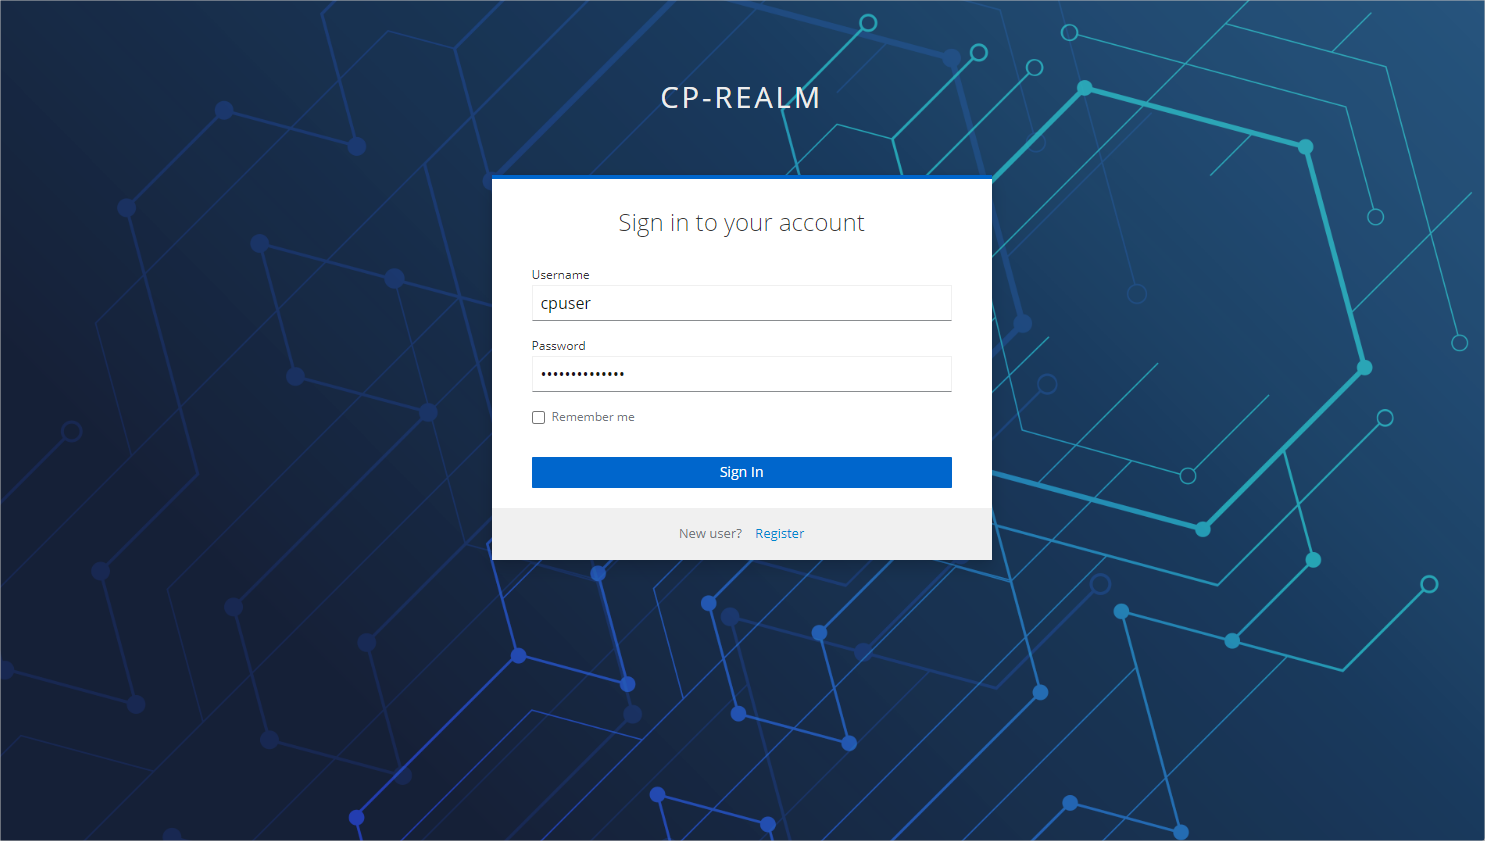 CP-REALM
Sign in to your account
Username
cpuser
Password
••••••••••••••
Remember me
Sign In
New user? Register